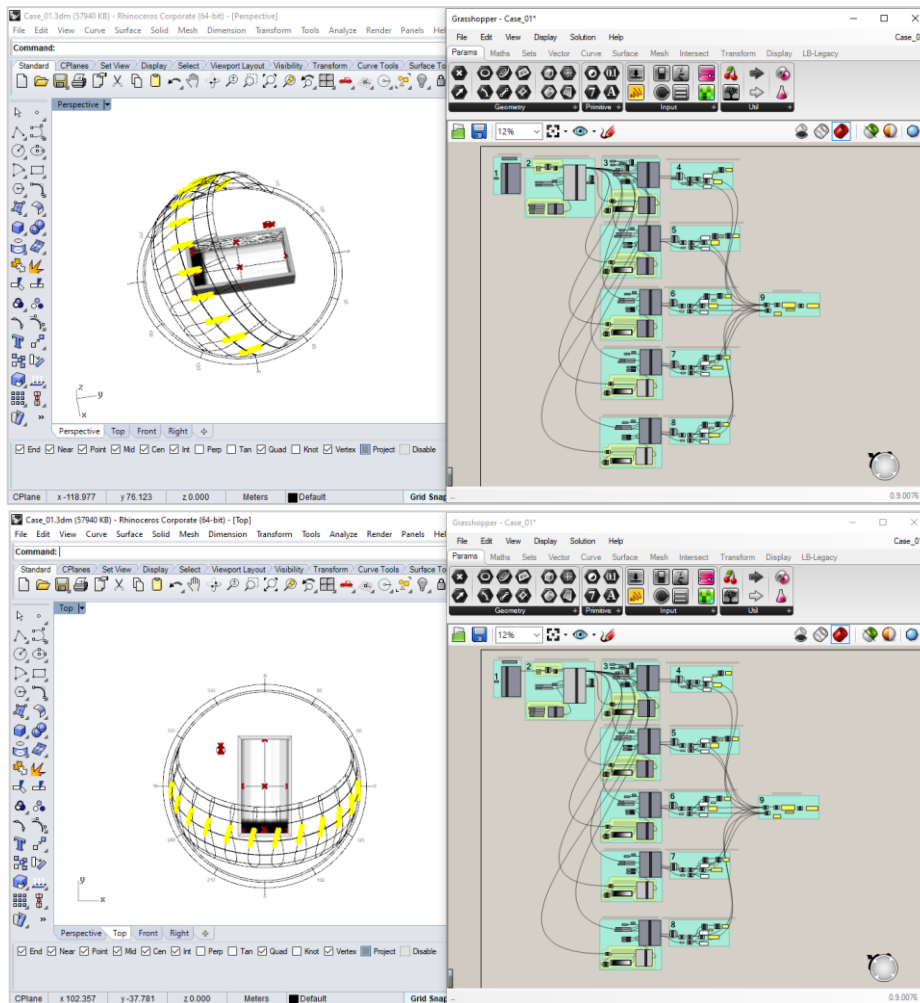 Case_01.3dm (57940 KB) - Rhinoceros Corporate (64-bit) - [Perspective]
File Edit View Curve Surface Solid Mesh Dimension Transform Tools Analyze Render Panels Hel
Command:
Standard CPlanes Set View Display Select Viewport Layout Visibility Transform Curve Tools Surface To
Perspective
z
y
x
Perspective Top Front Right
End Near Point Mid Cen Int Perp Tan Quad Knot Vertex Project Disable
CPlane x -118.977 y 76.123 z 0.000 Meters Default Grid Snap
Grasshopper - Case_01*
File Edit View Display Solution Help Case_0
Params Maths Sets Vector Curve Surface Mesh Intersect Transform Display LB-Legacy
Geometry Primitive Input Util
12%
1 2 3 4
5
6 9
7
8
0.9.0076
Case_01.3dm (57940 KB) - Rhinoceros Corporate (64-bit) - [Top]
File Edit View Curve Surface Solid Mesh Dimension Transform Tools Analyze Render Panels Help
Command:
Standard CPlanes Set View Display Select Viewport Layout Visibility Transform Curve Tools Surface To
Top
y
x
Perspective Top Front Right
End Near Point Mid Cen Int Perp Tan Quad Knot Vertex Project Disable
CPlane x 102.357 y -37.781 z 0.000 Meters Default Grid Snap
Grasshopper - Case_01*
File Edit View Display Solution Help Case_01
Params Maths Sets Vector Curve Surface Mesh Intersect Transform Display LB-Legacy
Geometry Primitive Input Util
12%
1 2 3 4
5
6 9
7
8
0.9.0076